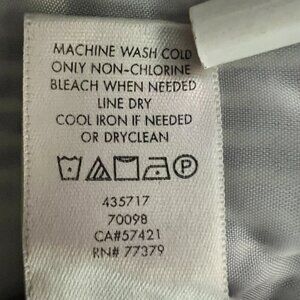 MACHINE WASH COLD
ONLY NON-CHLORINE
BLEACH WHEN NEEDED
LINE DRY
COOL IRON IF NEEDED
OR DRYCLEAN
P
435717
70098
CA#57421
RN# 77379